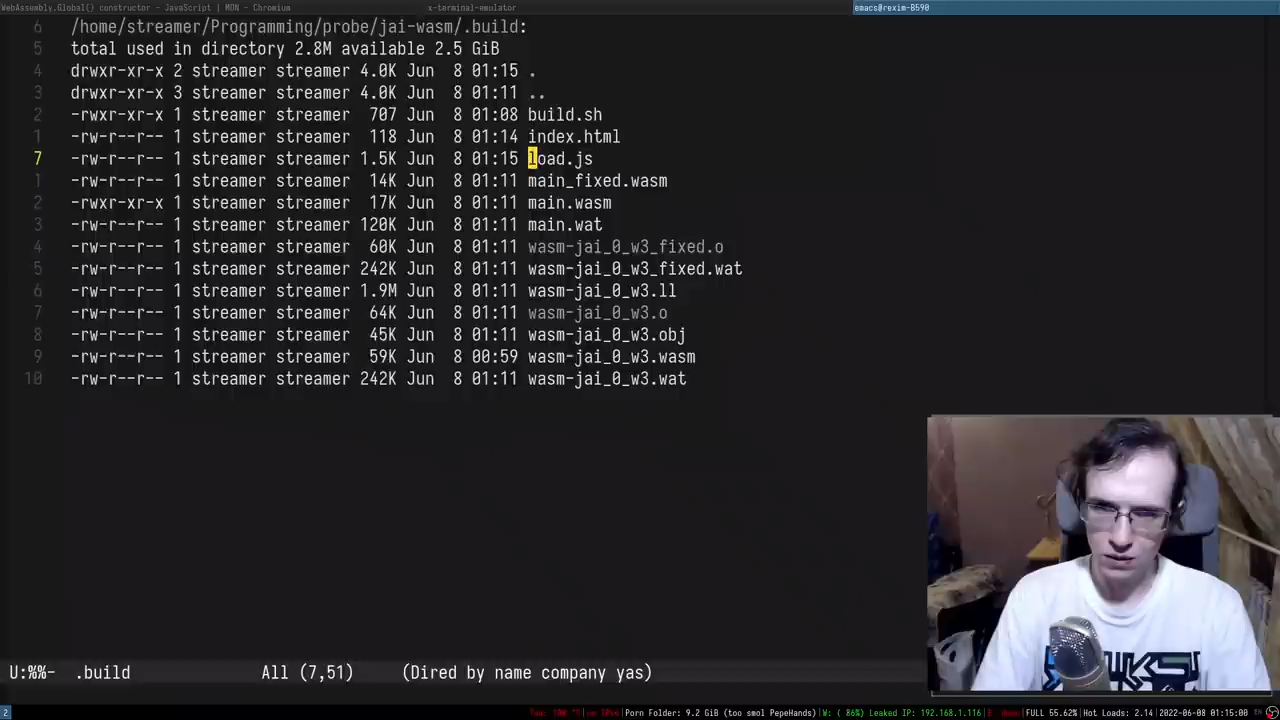 WebAssembly.Global() constructor - JavaScript | MDN - Chromium
x-terminal-emulator
emacs@rexim-B590
6 /home/streamer/Programming/probe/jai-wasm/.build:
5 total used in directory 2.8M available 2.5 GiB
4 drwxr-xr-x 2 streamer streamer 4.0K Jun 8 01:15 .
3 drwxr-xr-x 3 streamer streamer 4.0K Jun 8 01:11 ..
2 -rwxr-xr-x 1 streamer streamer 707 Jun 8 01:08 build.sh
1 -rw-r--r-- 1 streamer streamer 118 Jun 8 01:14 index.html
7 -rw-r--r-- 1 streamer streamer 1.5K Jun 8 01:15 load.js
1 -rw-r--r-- 1 streamer streamer 14K Jun 8 01:11 main_fixed.wasm
2 -rwxr-xr-x 1 streamer streamer 17K Jun 8 01:11 main.wasm
3 -rw-r--r-- 1 streamer streamer 120K Jun 8 01:11 main.wat
4 -rw-r--r-- 1 streamer streamer 60K Jun 8 01:11 wasm-jai_0_w3_fixed.o
5 -rw-r--r-- 1 streamer streamer 242K Jun 8 01:11 wasm-jai_0_w3_fixed.wat
6 -rw-r--r-- 1 streamer streamer 1.9M Jun 8 01:11 wasm-jai_0_w3.ll
7 -rw-r--r-- 1 streamer streamer 64K Jun 8 01:11 wasm-jai_0_w3.o
8 -rw-r--r-- 1 streamer streamer 45K Jun 8 01:11 wasm-jai_0_w3.obj
9 -rw-r--r-- 1 streamer streamer 59K Jun 8 00:59 wasm-jai_0_w3.wasm
10 -rw-r--r-- 1 streamer streamer 242K Jun 8 01:11 wasm-jai_0_w3.wat
U:%%- .build All (7,51) (Dired by name company yas)
2 Porn Folder: 9.2 GiB (too smol PepeHands) W: ( 86%) Leaked IP: 192.168.1.116 FULL 55.62% Hot Loads: 2.14 2022-06-08 01:15:00 EN